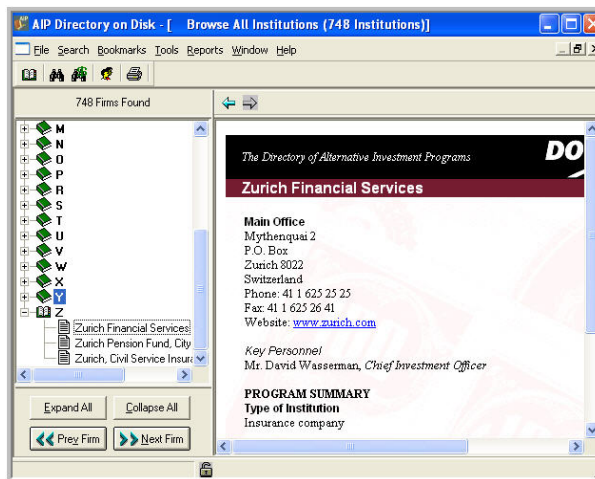 AIP Directory on Disk - [ Browse All Institutions (748 Institutions)]
File Search Bookmarks Tools Reports Window Help
748 Firms Found
M
N
O
P
R
S
T
U
V
W
X
Y
Z
Zurich Financial Services
Zurich Pension Fund, City
Zurich, Civil Service Insura
Expand All Collapse All
Prev Firm Next Firm
The Directory of Alternative Investment Programs DO
Zurich Financial Services
Main Office
Mythenquai 2
P.O. Box
Zurich 8022
Switzerland
Phone: 41 1 625 25 25
Fax: 41 1 625 26 41
Website: www.zurich.com
Key Personnel
Mr. David Wasserman, Chief Investment Officer
PROGRAM SUMMARY
Type of Institution
Insurance company